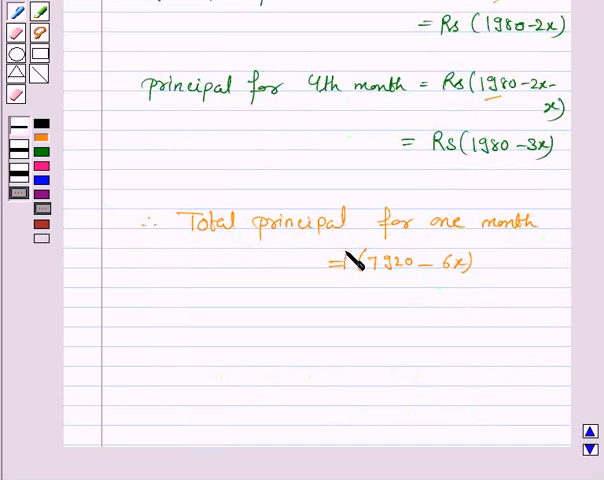 = Rs (1980-2x)
principal for 4th month = Rs(1980-2x-
x)
= Rs(1980-3x)
∴ Total principal for one month
= (7920-6x)